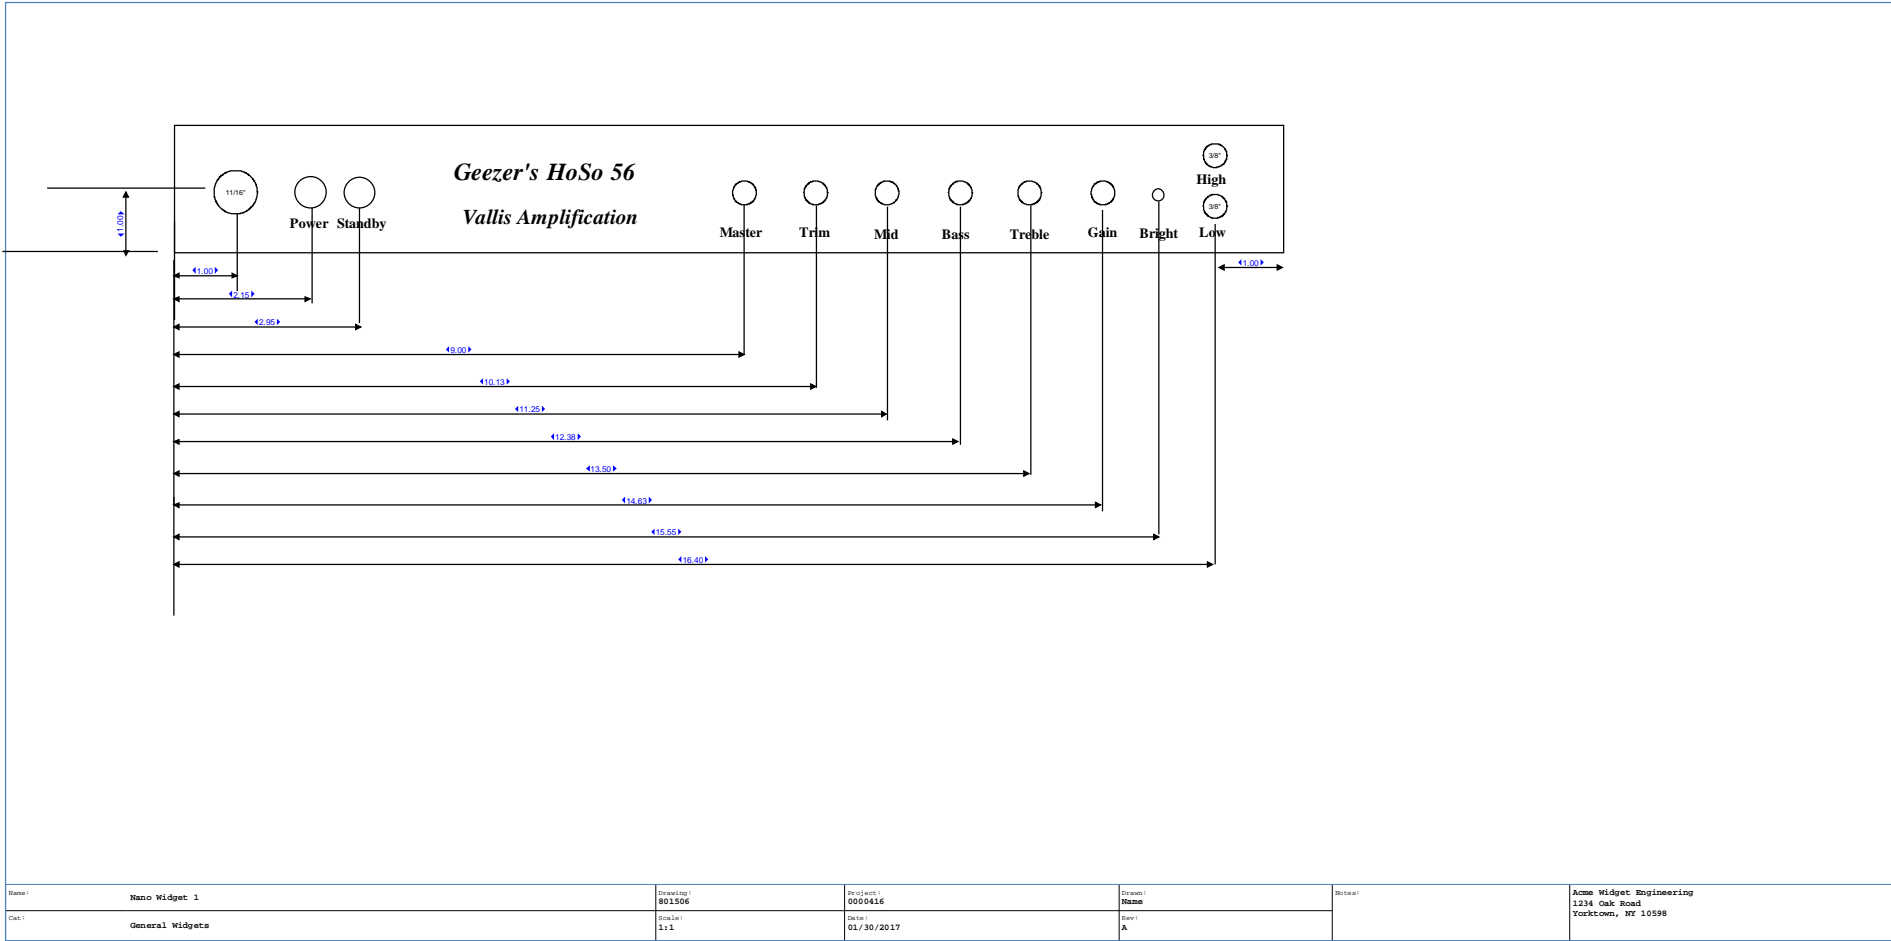 Geezer's HoSo 56
Vallis Amplification
11/16"
Power
Standby
Master
Trim
Mid
Bass
Treble
Gain
Bright
3/8"
High
3/8"
Low
1.00
1.00
1.00
2.15
2.95
9.00
10.13
11.25
12.38
13.50
14.63
15.55
16.40
Name:
Nano Widget 1
Cat:
General Widgets
Drawing:
801506
Scale:
1:1
Project:
0000416
Date:
01/30/2017
Drawn:
Name
Rev:
A
Notes:
Acme Widget Engineering
1234 Oak Road
Yorktown, NY 10598